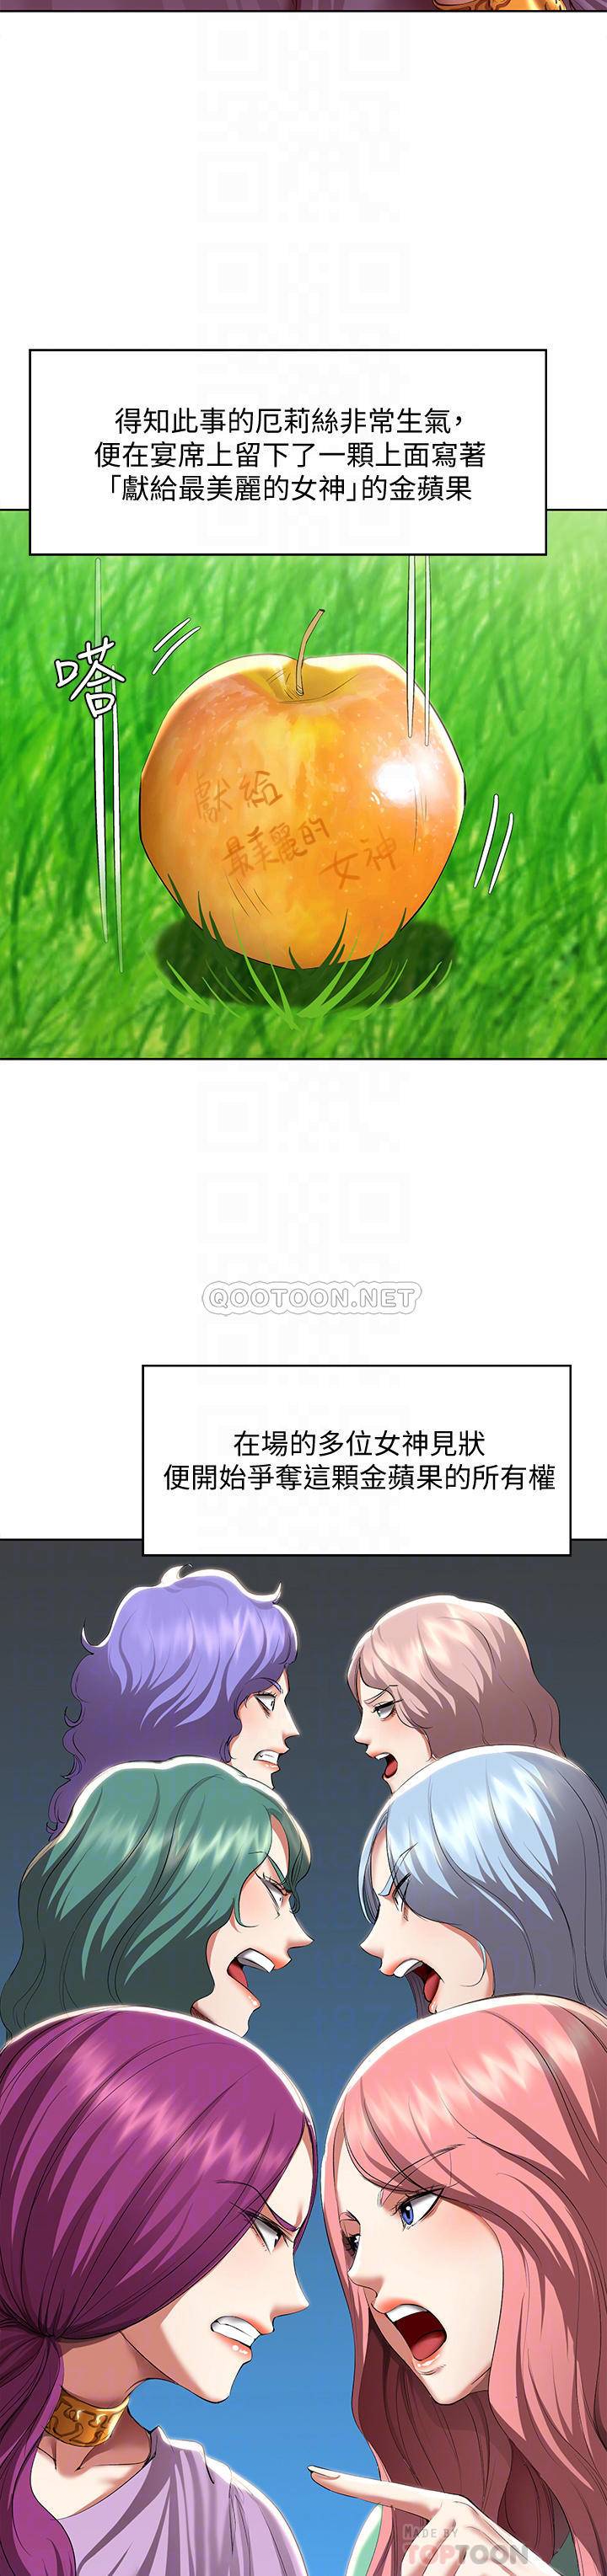 得知此事的厄莉絲非常生氣，
便在宴席上留下了一顆上面寫著
「獻給最美麗的女神」的金蘋果
嗒
獻給
最美麗的
女神
QOOTOON.NET
在場的多位女神見狀
便開始爭奪這顆金蘋果的所有權
MADE BY
TOPTOON